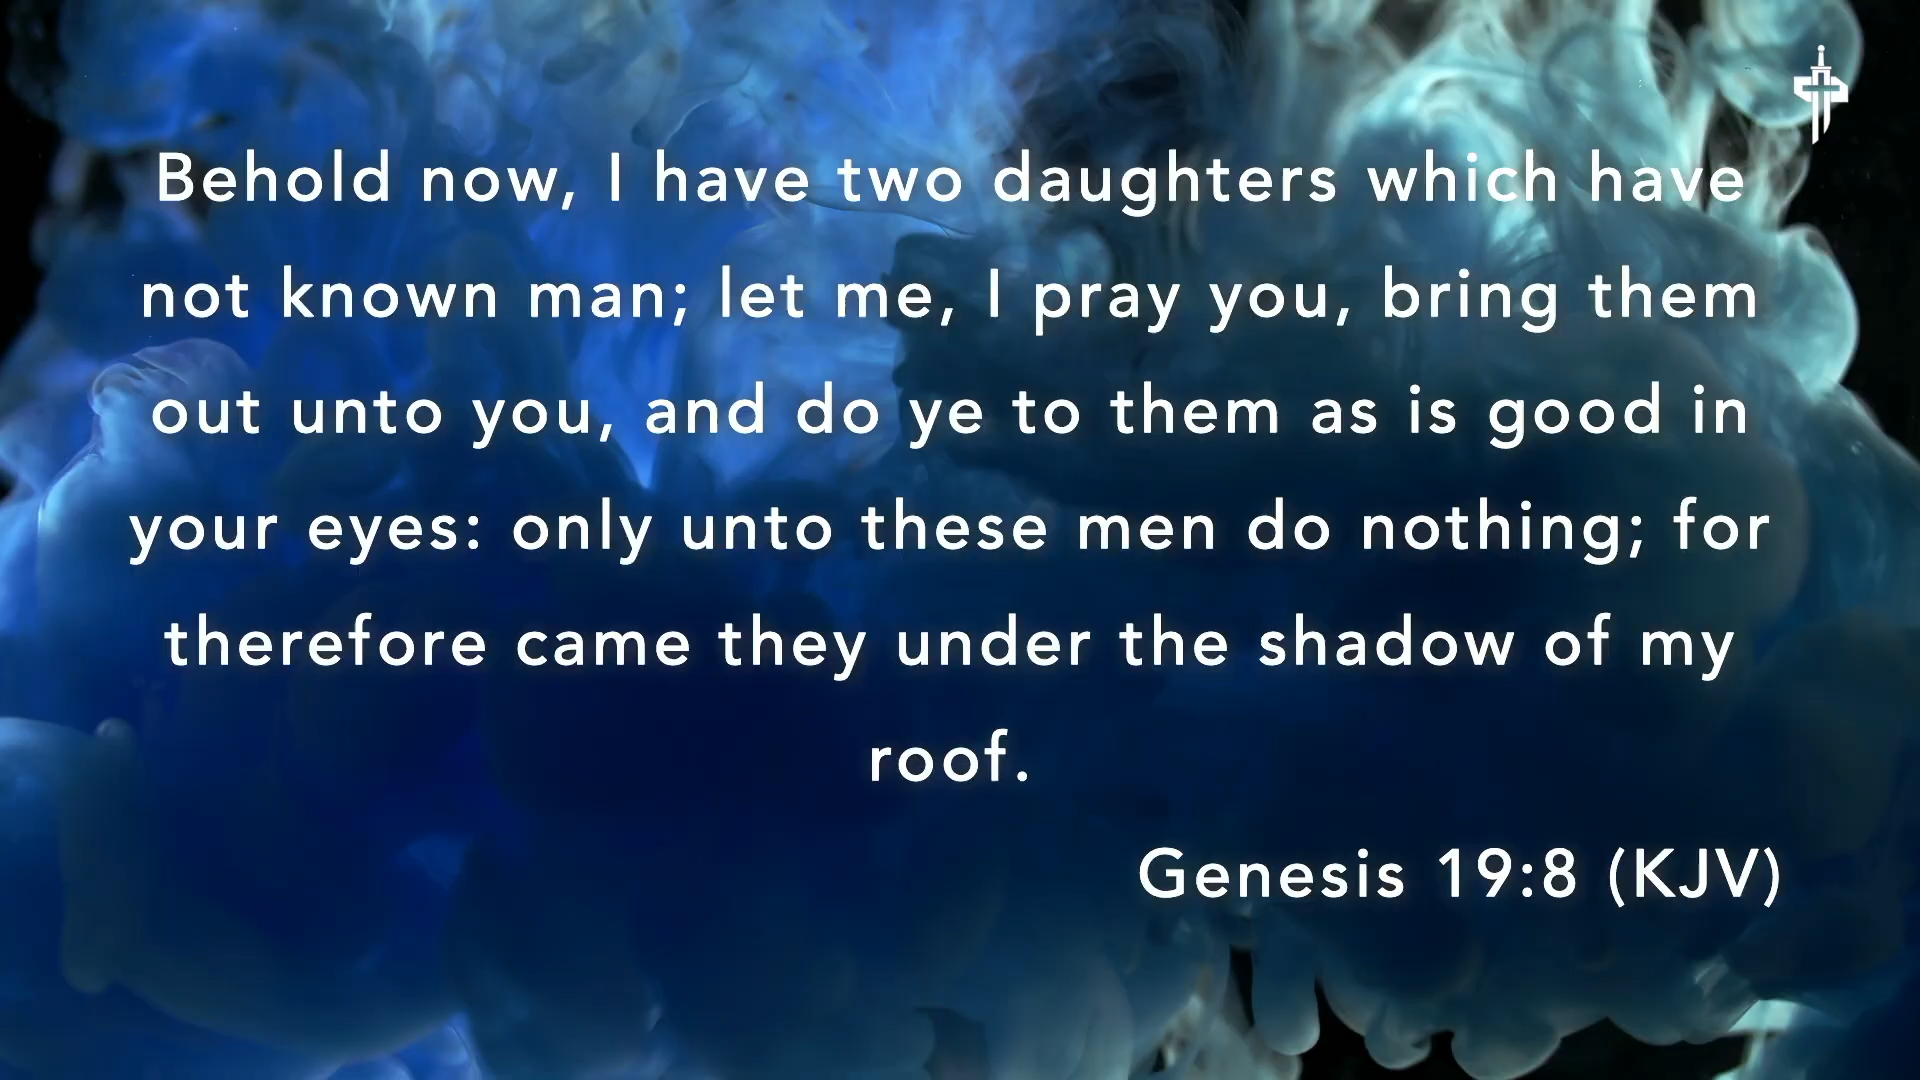 Behold now, I have two daughters which have
not known man; let me, I pray you, bring them
out unto you, and do ye to them as is good in
your eyes: only unto these men do nothing; for
therefore came they under the shadow of my
roof.
Genesis 19:8 (KJV)